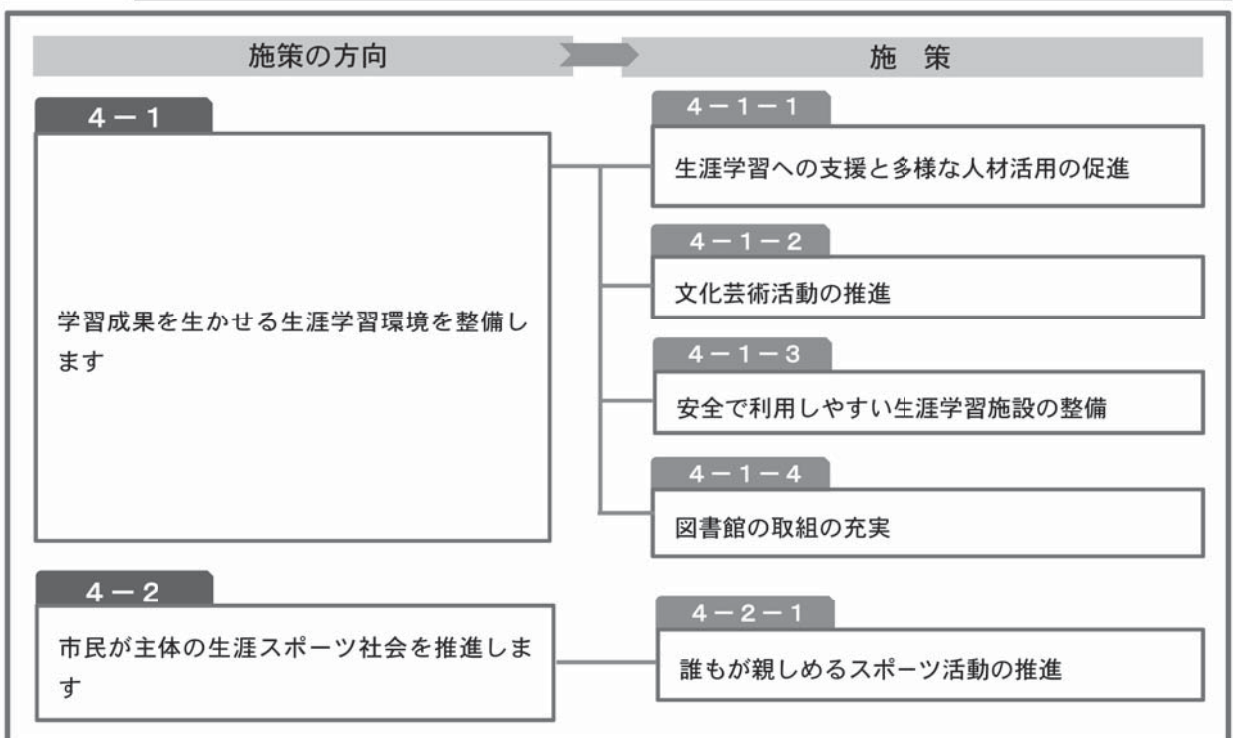 施策の方向
施　策
4－1
学習成果を生かせる生涯学習環境を整備し
ます
4－1－1
生涯学習への支援と多様な人材活用の促進
4－1－2
文化芸術活動の推進
4－1－3
安全で利用しやすい生涯学習施設の整備
4－1－4
図書館の取組の充実
4－2
市民が主体の生涯スポーツ社会を推進しま
す
4－2－1
誰もが親しめるスポーツ活動の推進